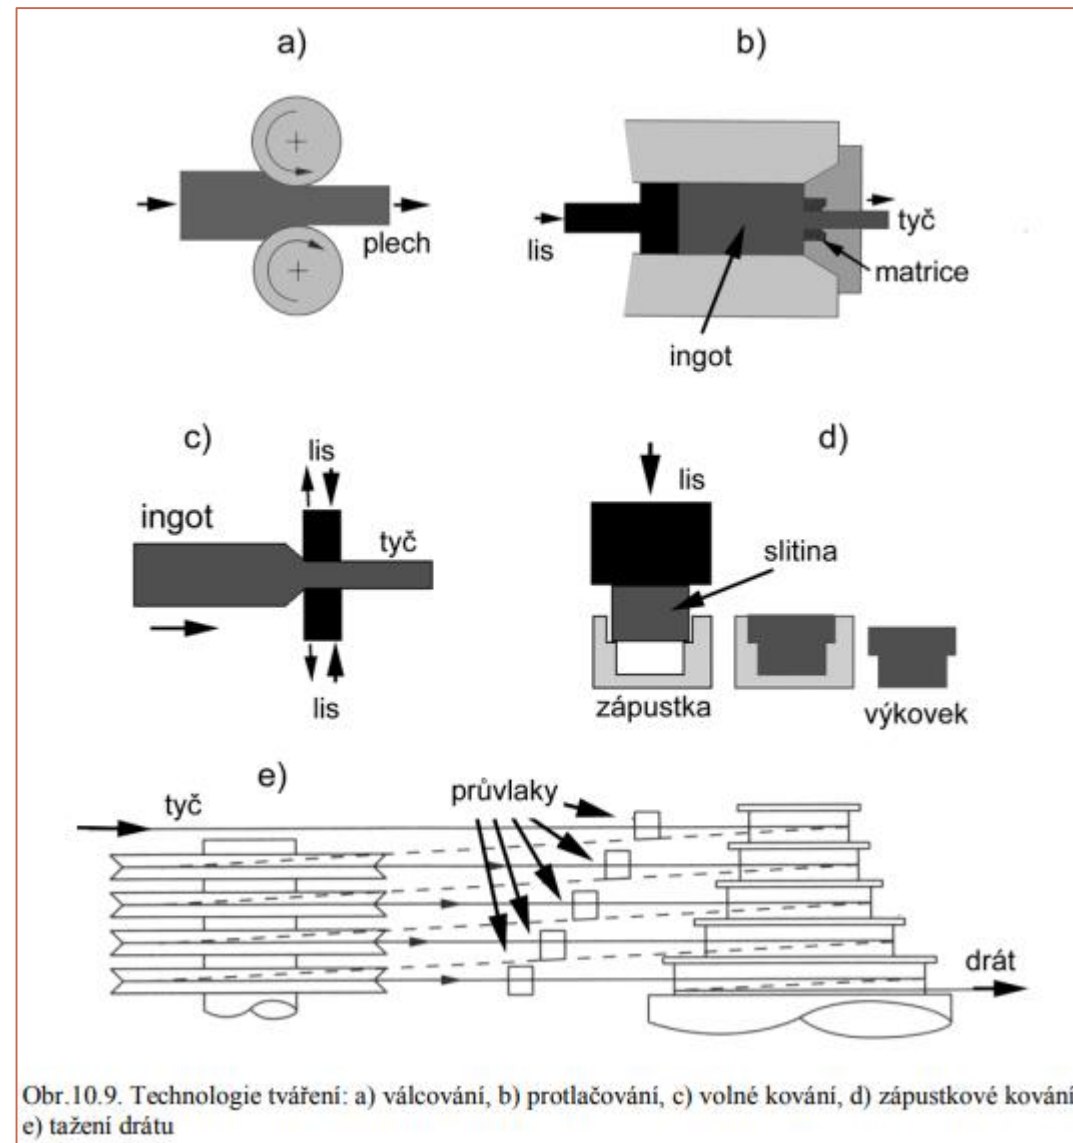 a)
b)
plech
lis
tyč
matrice
ingot
c)
d)
lis
lis
ingot
tyč
slitina
lis
zápustka
výkovek
e)
tyč
průvlaky
drát
Obr.10.9. Technologie tváření: a) válcování, b) protlačování, c) volné kování, d) zápustkové kování
e) tažení drátu